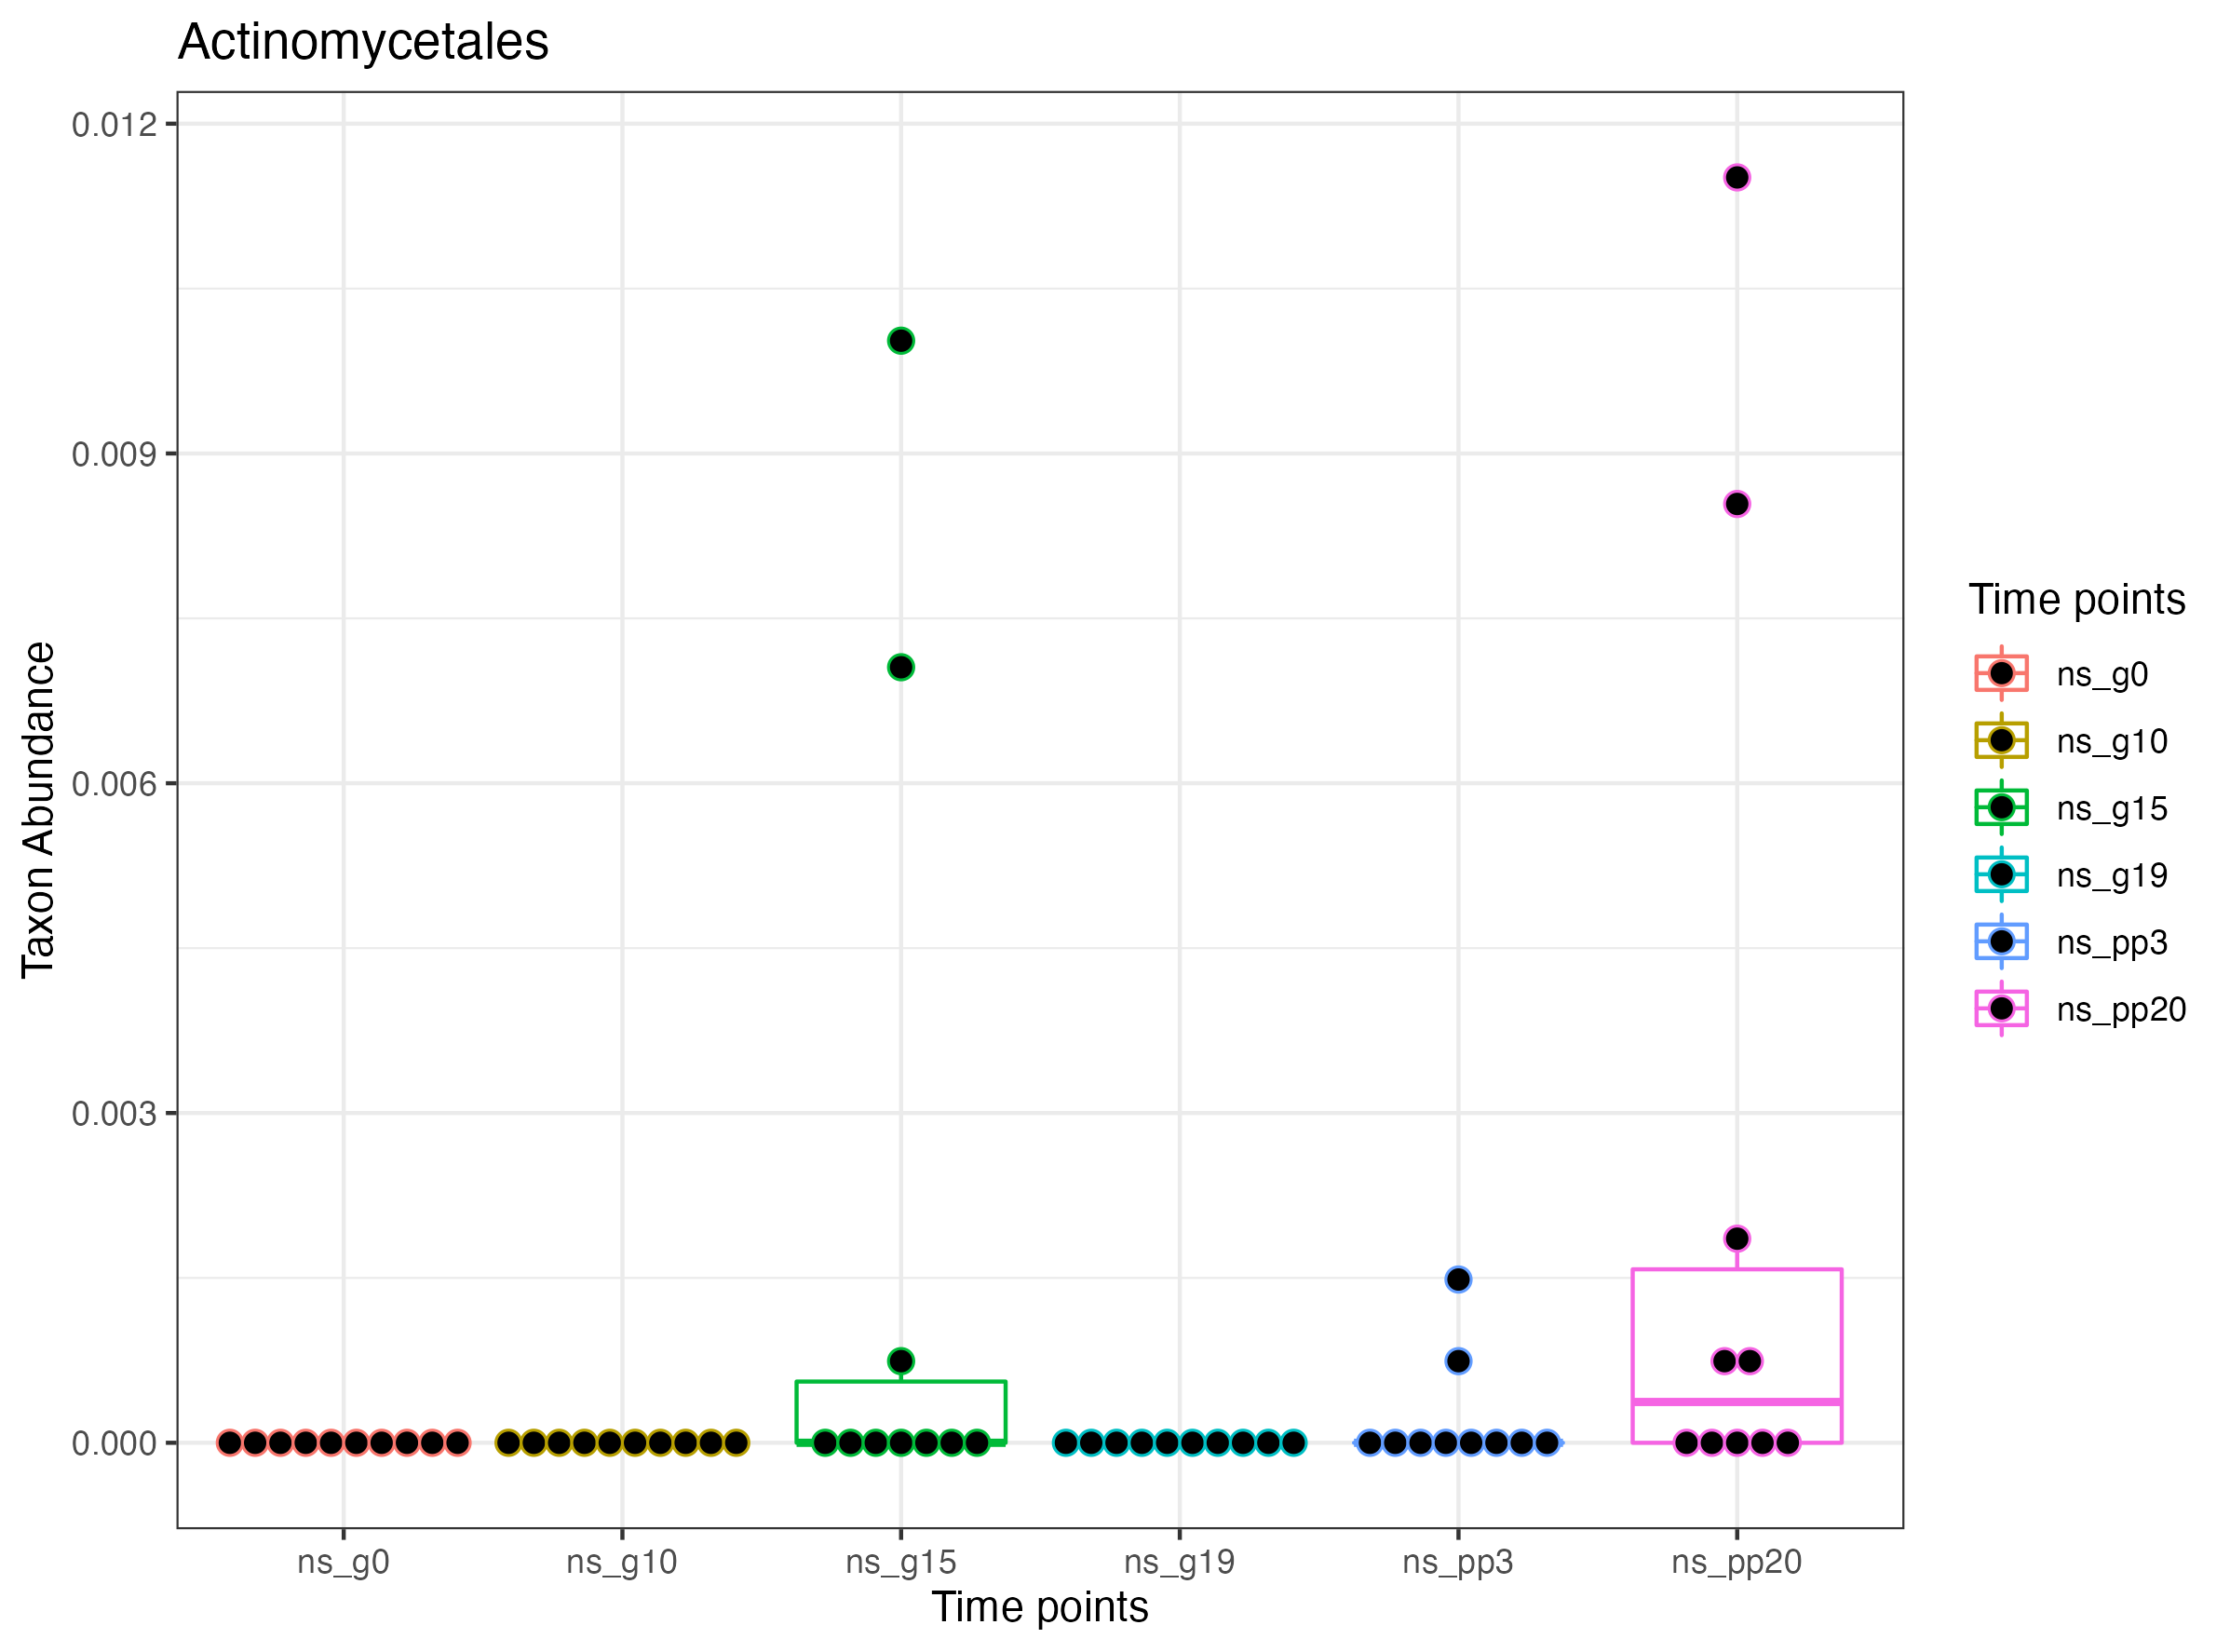 Actinomycetales
0.012
0.009
0.006
0.003
0.000
Taxon Abundance
ns_g0
ns_g10
ns_g15
ns_g19
ns_pp3
ns_pp20
Time points
Time points
ns_g0
ns_g10
ns_g15
ns_g19
ns_pp3
ns_pp20